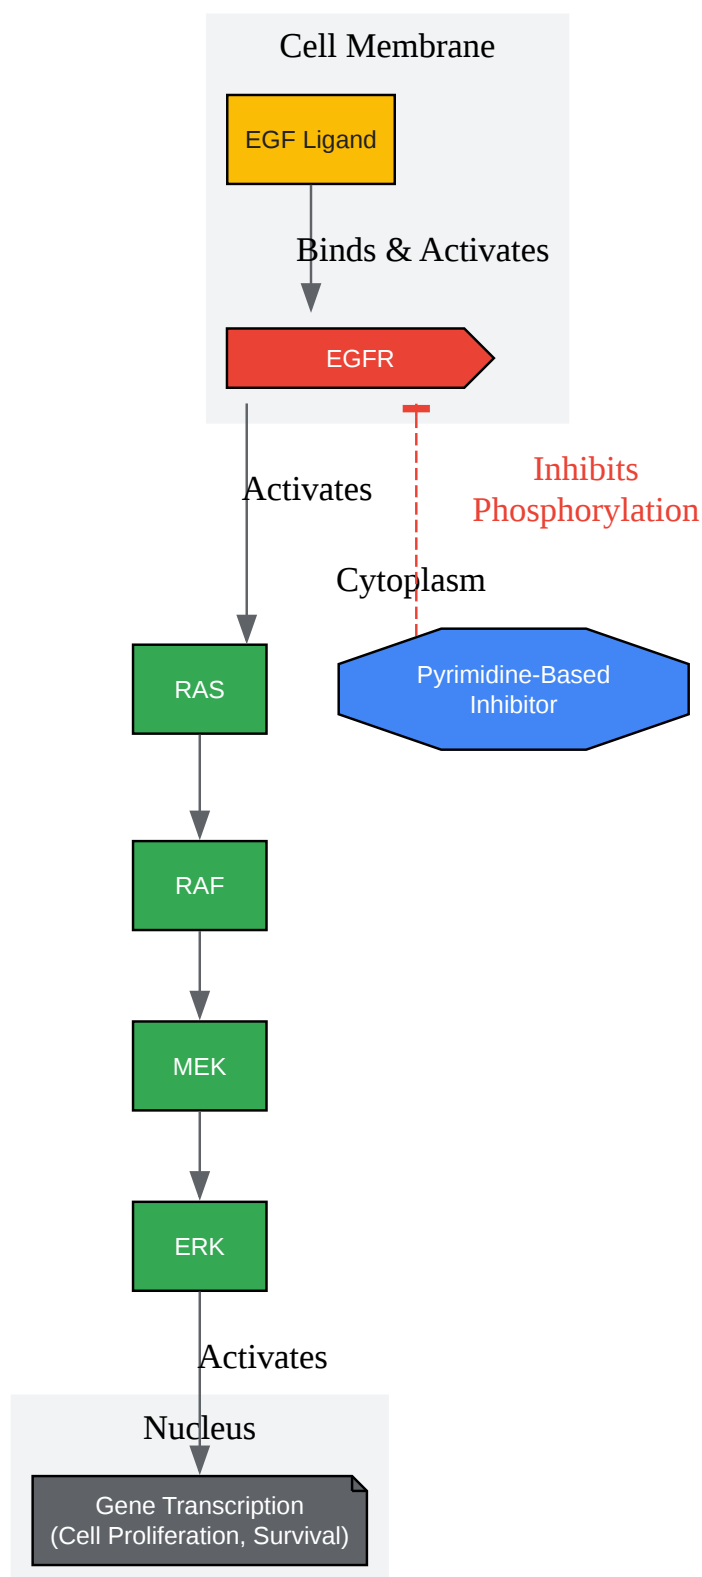 Cell Membrane
EGF Ligand
Binds & Activates
EGFR
Activates
Inhibits
Phosphorylation
Cytoplasm
RAS
Pyrimidine-Based
Inhibitor
RAF
MEK
ERK
Activates
Nucleus
Gene Transcription
(Cell Proliferation, Survival)